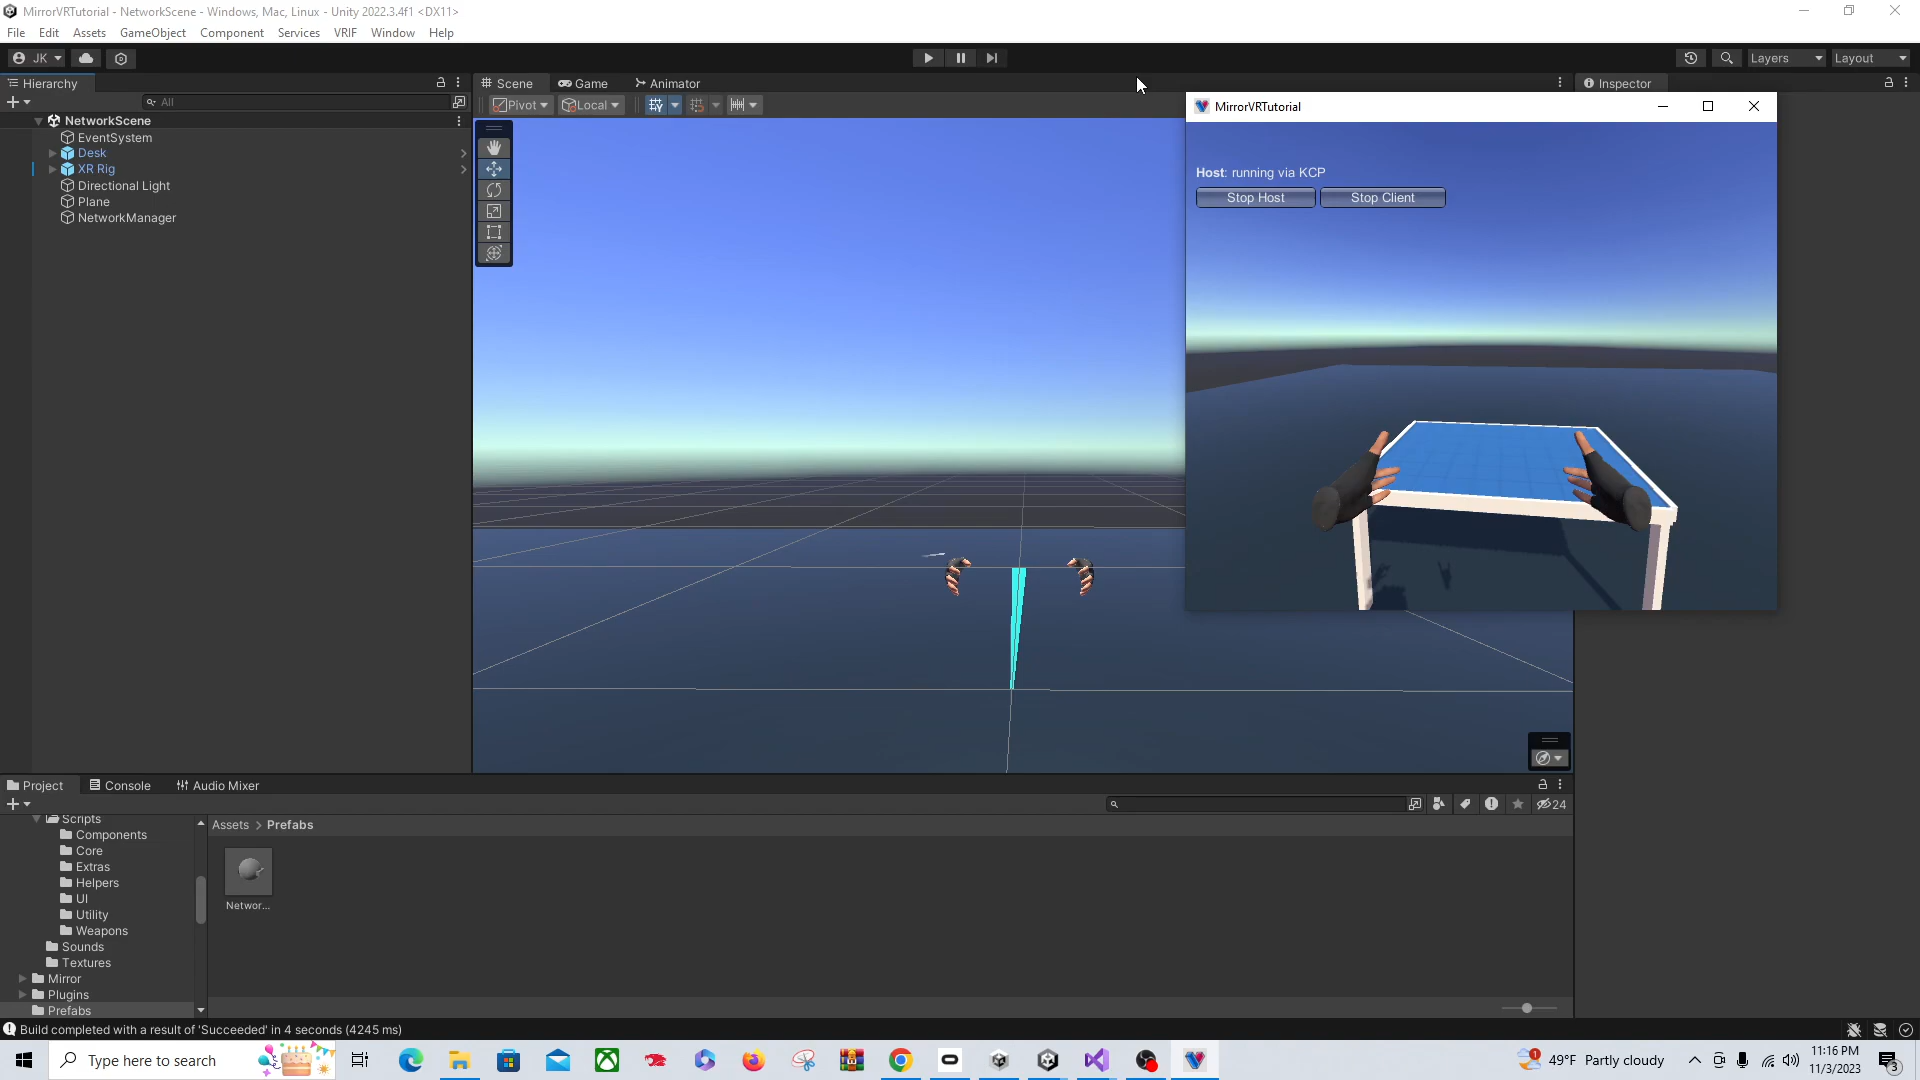 MirrorVRTutorial - NetworkScene - Windows, Mac, Linux - Unity 2022.3.4f1 <DX11>
File Edit Assets GameObject Component Services VRIF Window Help
JK Layers Layout
Hierarchy Scene Game Animator Inspector
All Pivot Local
NetworkScene
EventSystem
Desk
XR Rig
Directional Light
Plane
NetworkManager
MirrorVRTutorial
Host: running via KCP
Stop Host Stop Client
Project Console Audio Mixer
24
Scripts
Components
Core
Extras
Helpers
UI
Utility
Weapons
Sounds
Textures
Mirror
Plugins
Prefabs
Assets > Prefabs
Networ...
Build completed with a result of 'Succeeded' in 4 seconds (4245 ms)
Type here to search
1
49°F Partly cloudy
11:16 PM
11/3/2023
3